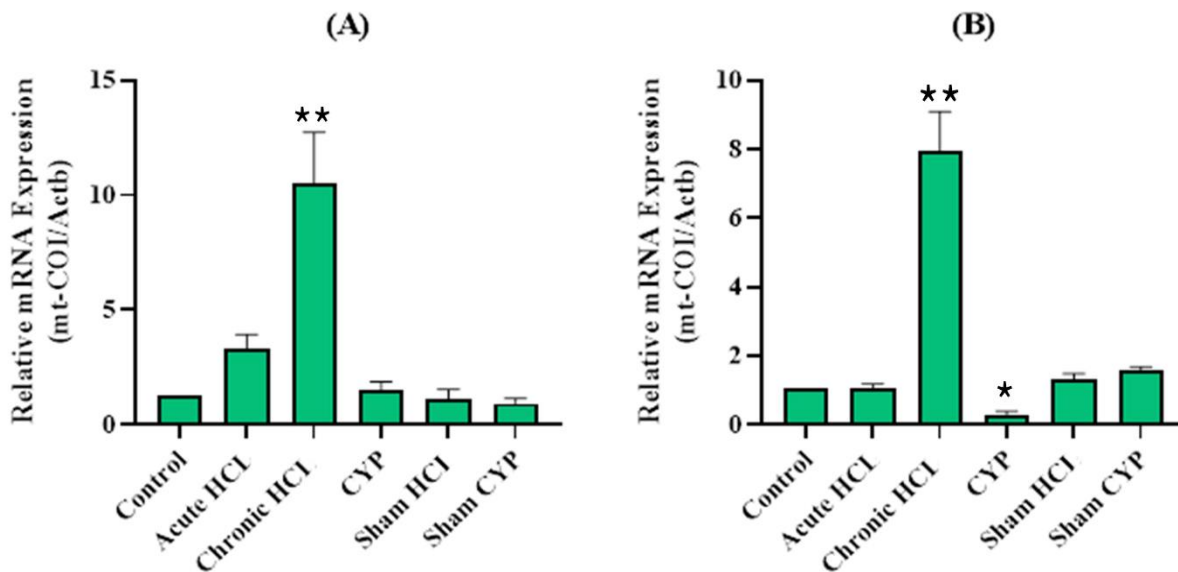 (A)
Relative mRNA Expression
(mt-COI/Actb)
15
10
5
0
**
Control
Acute HCL
Chronic HCL
CYP
Sham HCl
Sham CYP
(B)
Relative mRNA Expression
(mt-COI/Actb)
10
8
6
4
2
0
**
*
Control
Acute HCL
Chronic HCL
CYP
Sham HCL
Sham CYP